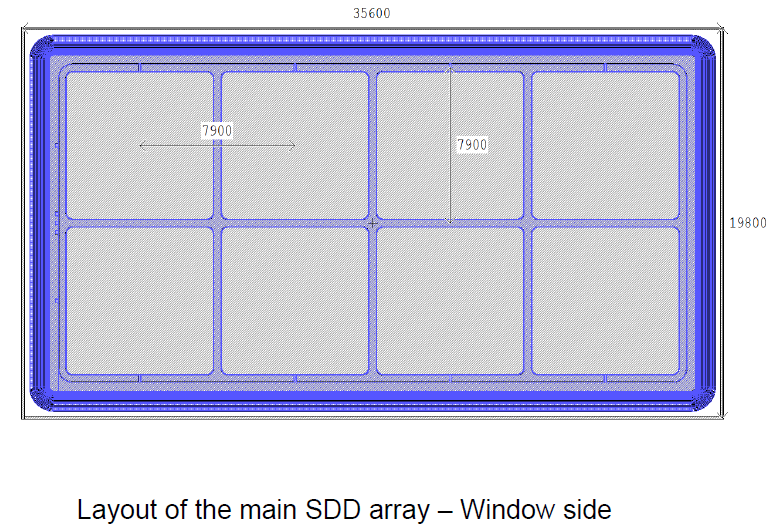 35600
7900
7900
19800
Layout of the main SDD array – Window side